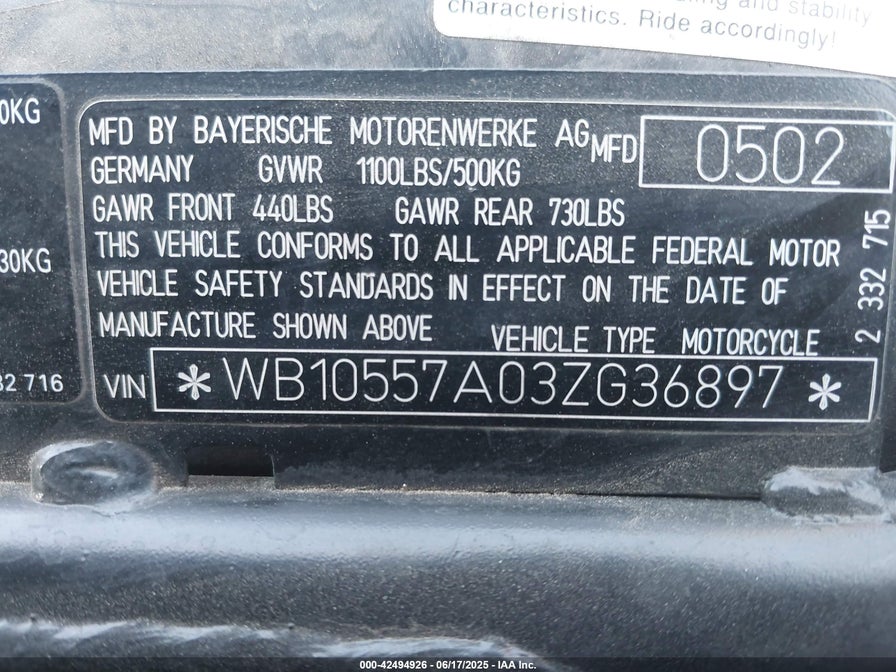 and stability
characteristics. Ride accordingly!
0KG
30KG
32 716
MFD BY BAYERISCHE MOTORENWERKE AG MFD 0502
GERMANY GVWR 1100LBS/500KG
GAWR FRONT 440LBS GAWR REAR 730LBS
THIS VEHICLE CONFORMS TO ALL APPLICABLE FEDERAL MOTOR
VEHICLE SAFETY STANDARDS IN EFFECT ON THE DATE OF
MANUFACTURE SHOWN ABOVE VEHICLE TYPE MOTORCYCLE
VIN *WB10557A03ZG36897*
2 332 715
000-42494926 - 06/17/2025 - IAA Inc.